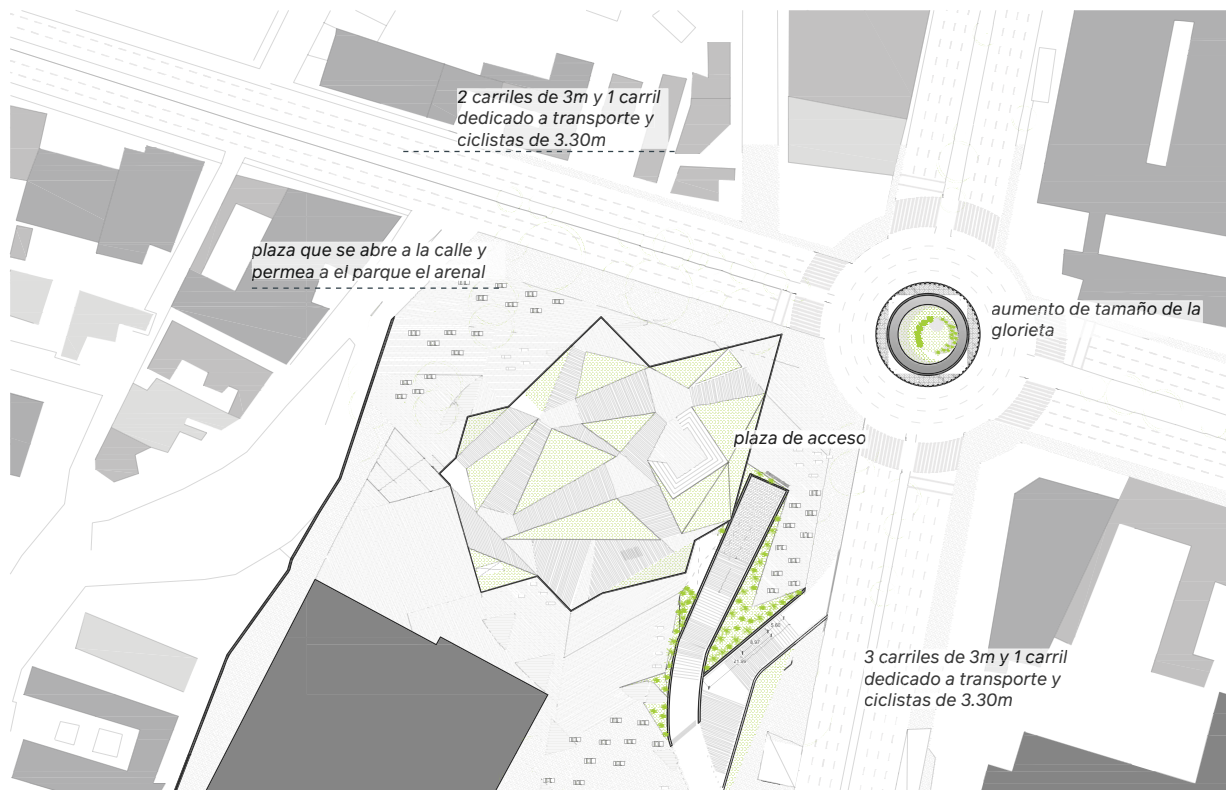 2 carriles de 3m y 1 carril
dedicado a transporte y
ciclistas de 3.30m
plaza que se abre a la calle y
permea a el parque el arenal
aumento de tamaño de la
glorieta
plaza de acceso
3 carriles de 3m y 1 carril
dedicado a transporte y
ciclistas de 3.30m